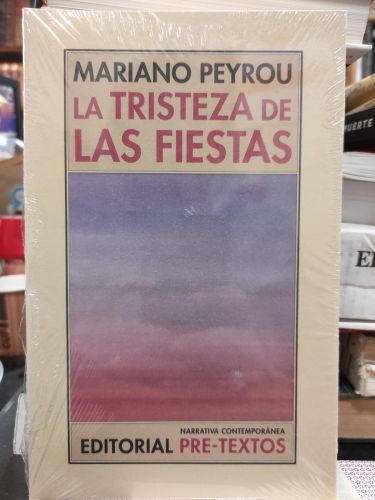 MARIANO PEYROU
LA TRISTEZA DE
LAS FIESTAS
NARRATIVA CONTEMPORÁNEA
EDITORIAL PRE-TEXTOS